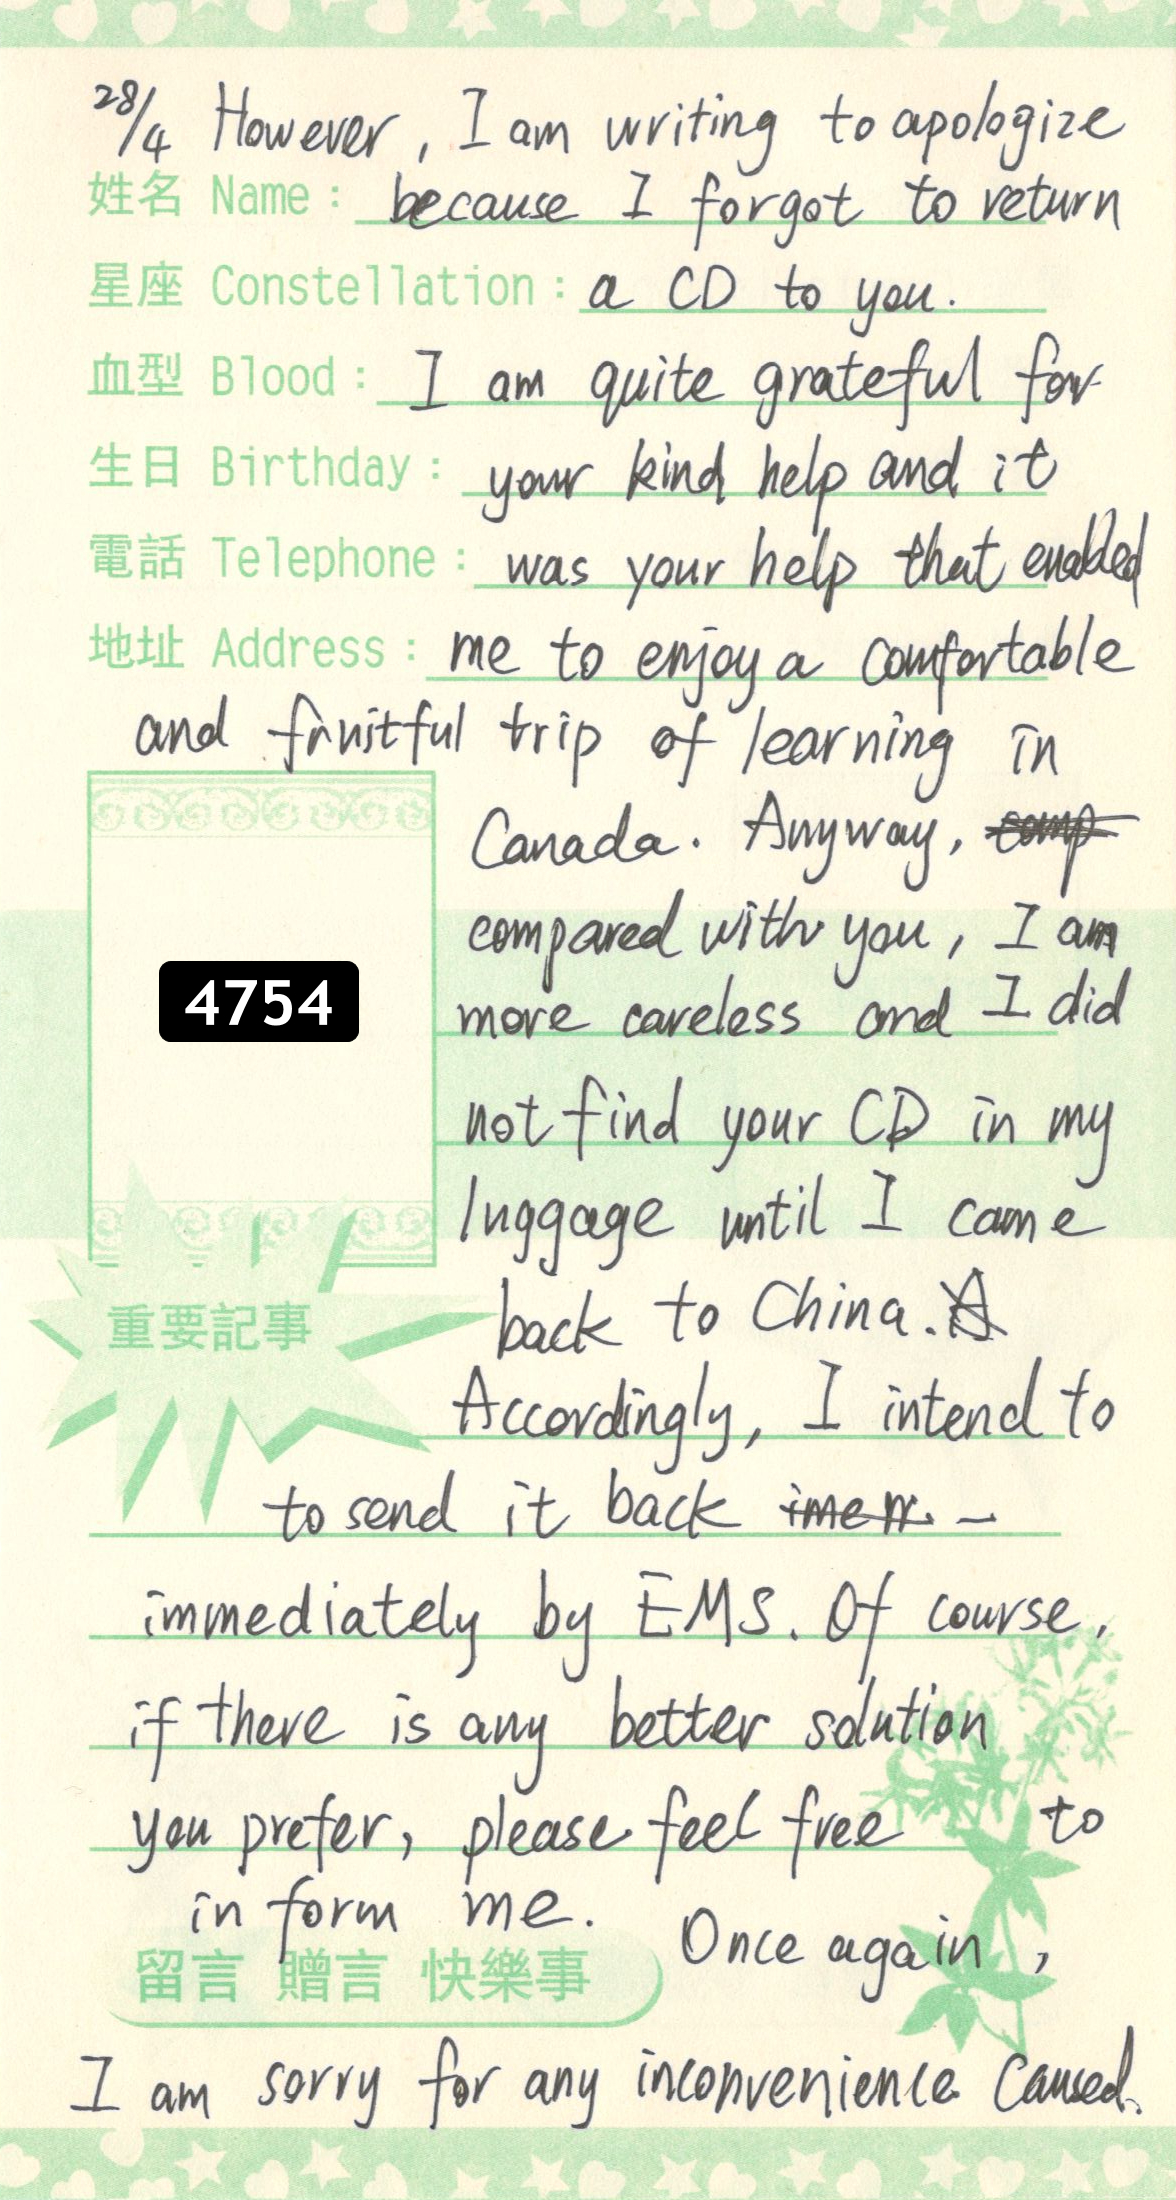 28/4 However, I am writing to apologize
姓名 Name: because I forgot to return
星座 Constellation: a CD to you.
血型 Blood: I am quite grateful for
生日 Birthday: your kind help and it
電話 Telephone: was your help that enabled
地址 Address: me to enjoy a comfortable
and fruitful trip of learning in
Canada. Anyway, comp
compared with you, I am
4754
more careless and I did
not find your CD in my
luggage until I came
back to China. A
重要記事
Accordingly, I intend to
to send it back
immediately by EMS. Of course,
if there is any better solution
you prefer, please feel free to
inform me. Once again,
留言 贈言 快樂事
I am sorry for any inconvenience caused.